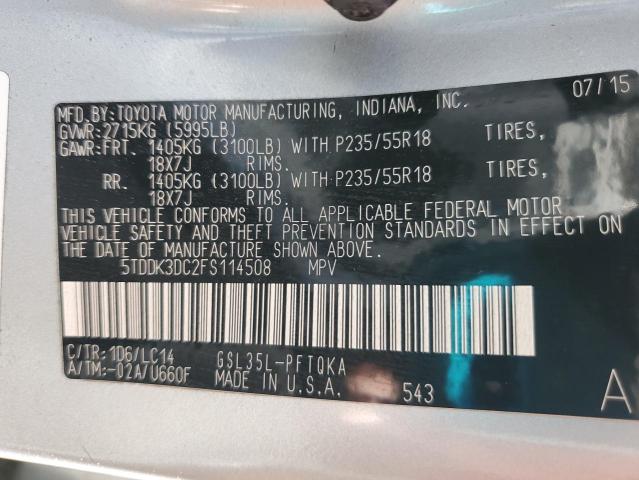 MFD.BY:TOYOTA MOTOR MANUFACTURING, INDIANA, INC. 07/15
GVWR:2715KG (5995LB)
GAWR:FRT. 1405KG (3100LB) WITH P235/55R18 TIRES,
18X7J RIMS.
RR. 1405KG (3100LB) WITH P235/55R18 TIRES,
18X7J RIMS.
THIS VEHICLE CONFORMS TO ALL APPLICABLE FEDERAL MOTOR
VEHICLE SAFETY AND THEFT PREVENTION STANDARDS IN EFFECT ON
THE DATE OF MANUFACTURE SHOWN ABOVE.
5TDDK3DC2FS114508 MPV
C/TR:1D6/LC14 GSL35L-PFTQKA
A/TM:-02A/U660F MADE IN U.S.A. 543 A